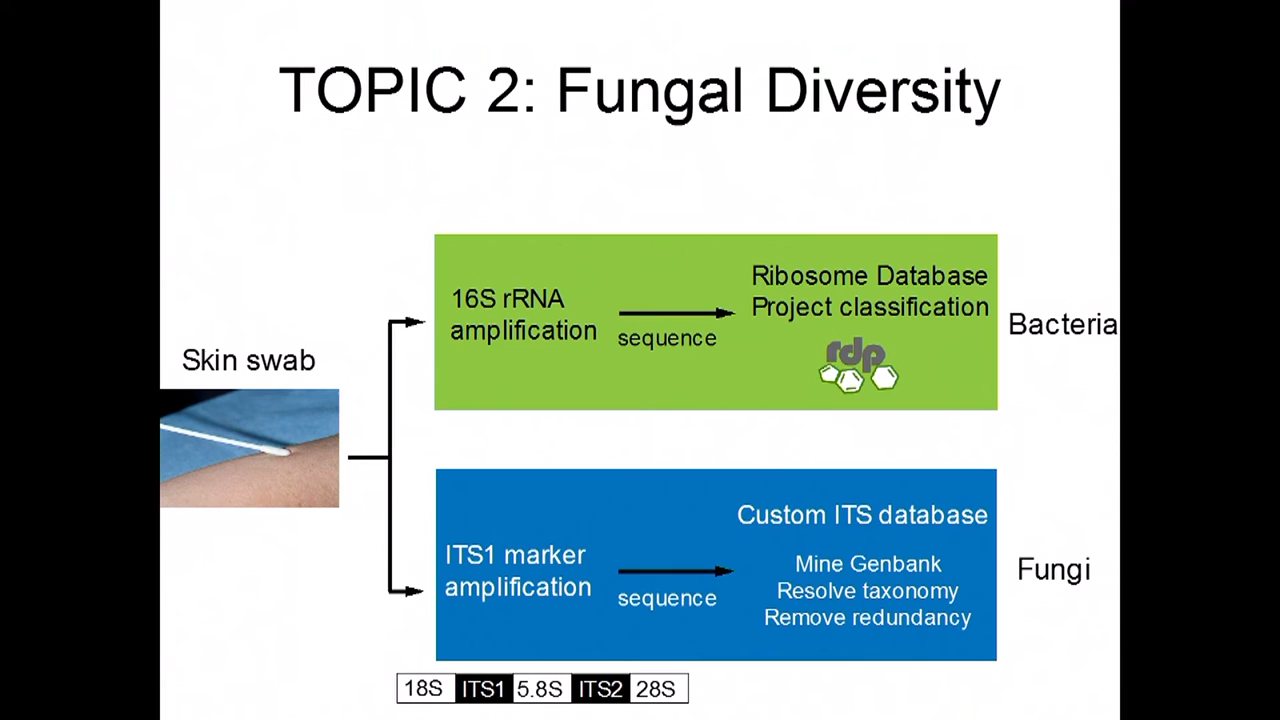 TOPIC 2: Fungal Diversity
Skin swab
16S rRNA
amplification
sequence
Ribosome Database
Project classification
rdp
Bacteria
ITS1 marker
amplification
sequence
Custom ITS database
Mine Genbank
Resolve taxonomy
Remove redundancy
Fungi
18S ITS1 5.8S ITS2 28S